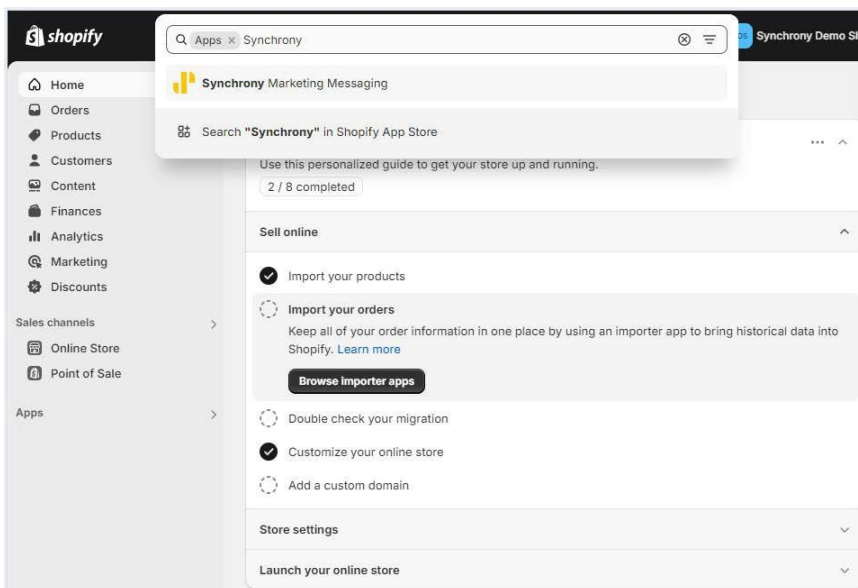 shopify
Apps × Synchrony
os Synchrony Demo
Synchrony Marketing Messaging
Search "Synchrony" in Shopify App Store
Home
Orders
Products
Customers
Content
Finances
Analytics
Marketing
Discounts
Sales channels
Online Store
Point of Sale
Apps
Use this personalized guide to get your store up and running.
2 / 8 completed
Sell online
Import your products
Import your orders
Keep all of your order information in one place by using an importer app to bring historical data into
Shopify. Learn more
Browse importer apps
Double check your migration
Customize your online store
Add a custom domain
Store settings
Launch your online store